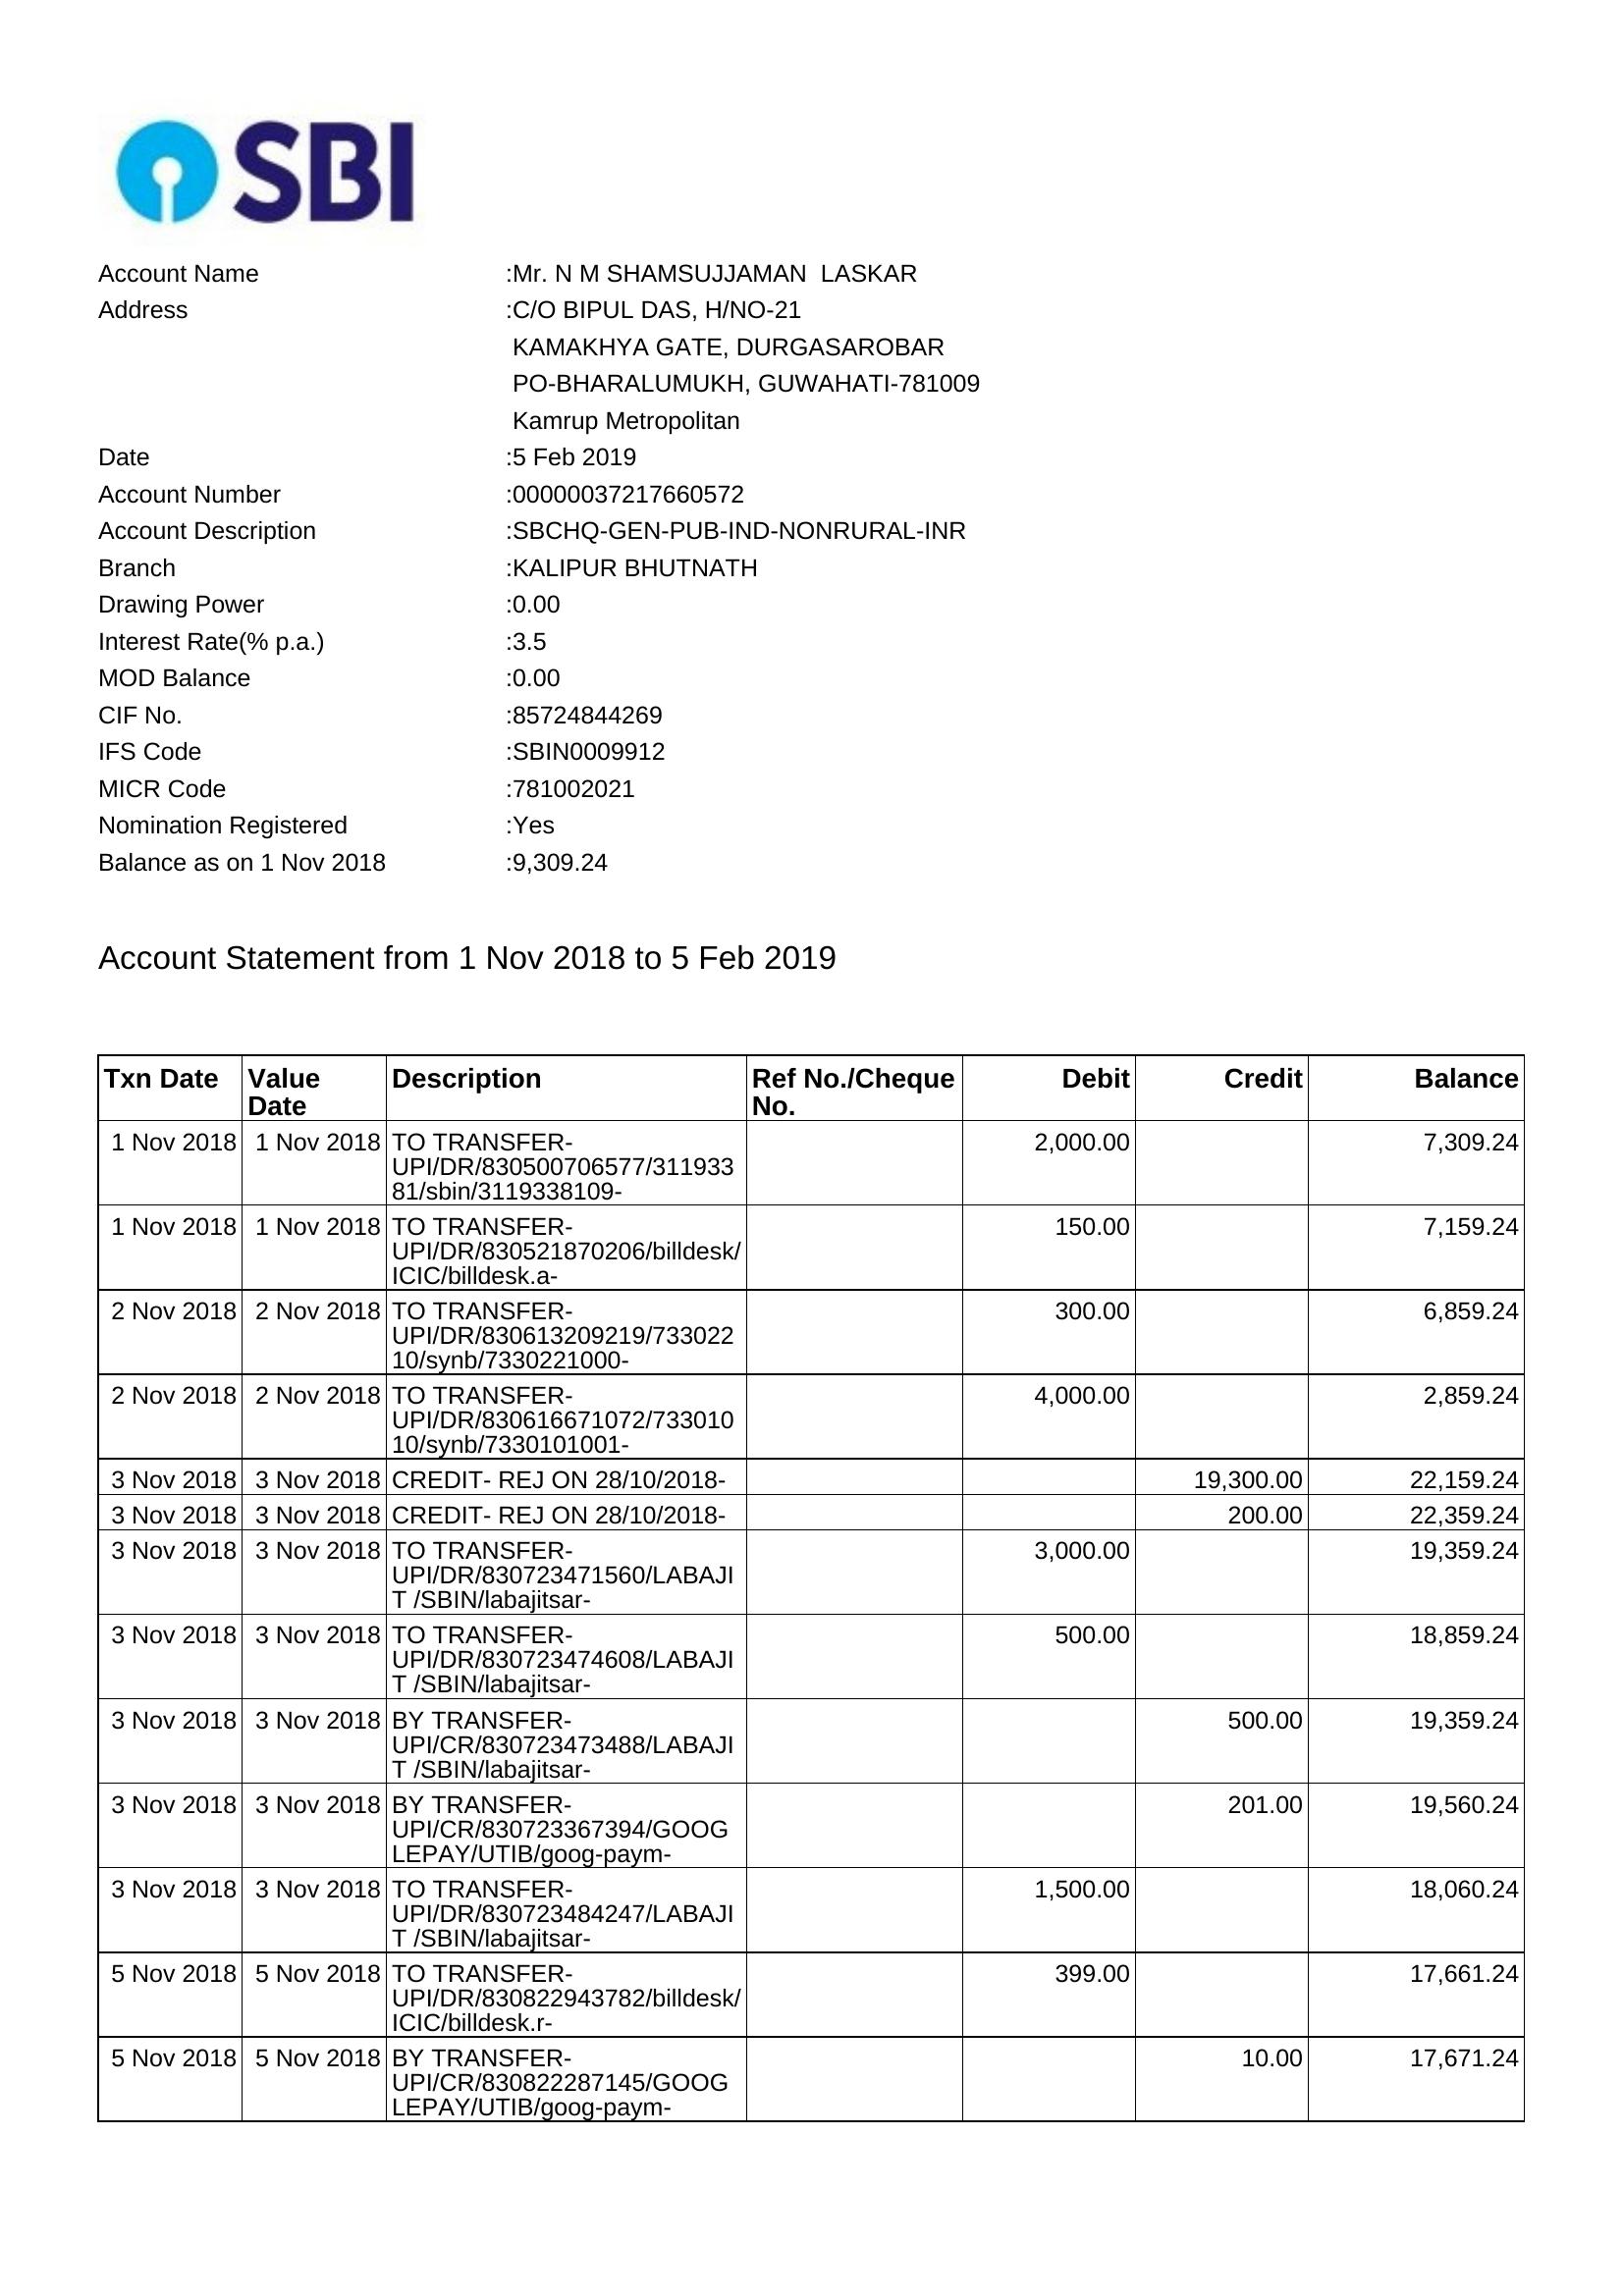 SBI
Account Name :Mr. N M SHAMSUJJAMAN  LASKAR
Address :C/O BIPUL DAS, H/NO-21
KAMAKHYA GATE, DURGASAROBAR
PO-BHARALUMUKH, GUWAHATI-781009
Kamrup Metropolitan
Date :5 Feb 2019
Account Number :00000037217660572
Account Description :SBCHQ-GEN-PUB-IND-NONRURAL-INR
Branch :KALIPUR BHUTNATH
Drawing Power :0.00
Interest Rate(% p.a.) :3.5
MOD Balance :0.00
CIF No. :85724844269
IFS Code :SBIN0009912
MICR Code :781002021
Nomination Registered :Yes
Balance as on 1 Nov 2018 :9,309.24
Account Statement from 1 Nov 2018 to 5 Feb 2019
Txn Date Value Description Ref No./Cheque Debit Credit Balance
Date No.
1 Nov 2018 1 Nov 2018 TO TRANSFER- 2,000.00 7,309.24
UPI/DR/830500706577/311933
81/sbin/3119338109-
1 Nov 2018 1 Nov 2018 TO TRANSFER- 150.00 7,159.24
UPI/DR/830521870206/billdesk/
ICIC/billdesk.a-
2 Nov 2018 2 Nov 2018 TO TRANSFER- 300.00 6,859.24
UPI/DR/830613209219/733022
10/synb/7330221000-
2 Nov 2018 2 Nov 2018 TO TRANSFER- 4,000.00 2,859.24
UPI/DR/830616671072/733010
10/synb/7330101001-
3 Nov 2018 3 Nov 2018 CREDIT- REJ ON 28/10/2018- 19,300.00 22,159.24
3 Nov 2018 3 Nov 2018 CREDIT- REJ ON 28/10/2018- 200.00 22,359.24
3 Nov 2018 3 Nov 2018 TO TRANSFER- 3,000.00 19,359.24
UPI/DR/830723471560/LABAJI
T /SBIN/labajitsar-
3 Nov 2018 3 Nov 2018 TO TRANSFER- 500.00 18,859.24
UPI/DR/830723474608/LABAJI
T /SBIN/labajitsar-
3 Nov 2018 3 Nov 2018 BY TRANSFER- 500.00 19,359.24
UPI/CR/830723473488/LABAJI
T /SBIN/labajitsar-
3 Nov 2018 3 Nov 2018 BY TRANSFER- 201.00 19,560.24
UPI/CR/830723367394/GOOG
LEPAY/UTIB/goog-paym-
3 Nov 2018 3 Nov 2018 TO TRANSFER- 1,500.00 18,060.24
UPI/DR/830723484247/LABAJI
T /SBIN/labajitsar-
5 Nov 2018 5 Nov 2018 TO TRANSFER- 399.00 17,661.24
UPI/DR/830822943782/billdesk/
ICIC/billdesk.r-
5 Nov 2018 5 Nov 2018 BY TRANSFER- 10.00 17,671.24
UPI/CR/830822287145/GOOG
LEPAY/UTIB/goog-paym-